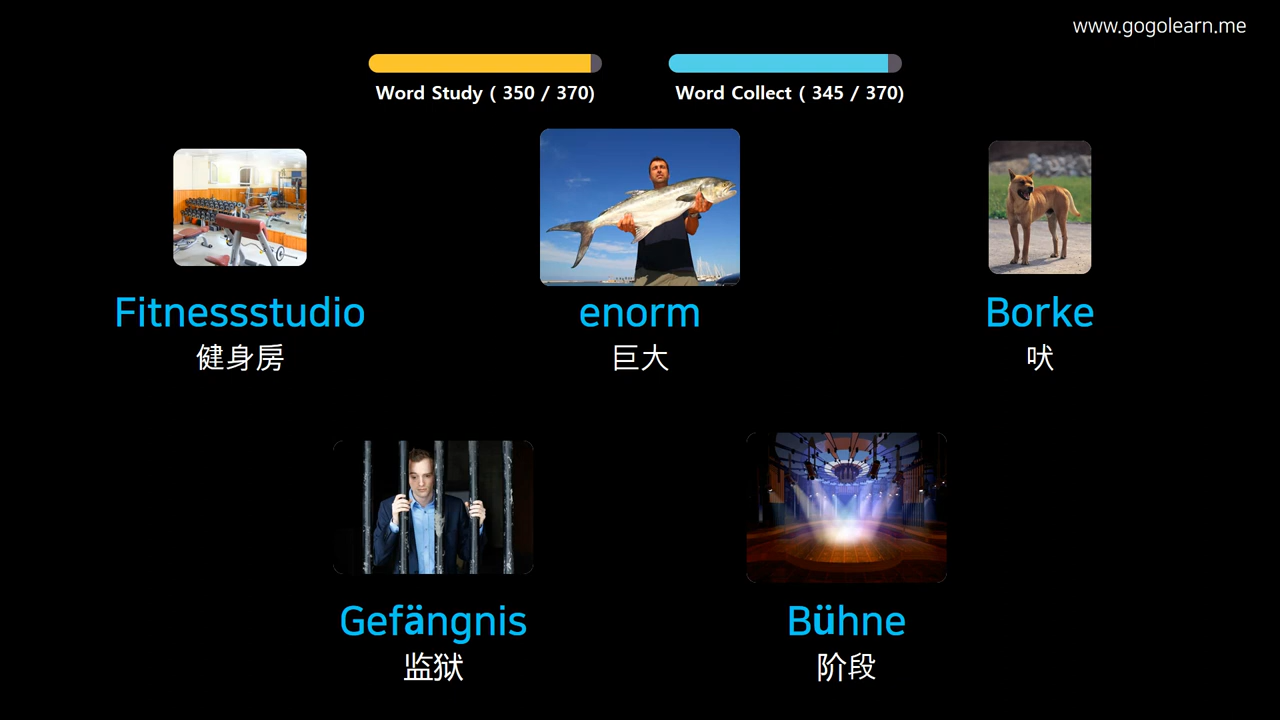 www.gogolearn.me
Word Study ( 350 / 370)
Word Collect ( 345 / 370)
Fitnessstudio
健身房
enorm
巨大
Borke
吠
Gefängnis
监狱
Bühne
阶段